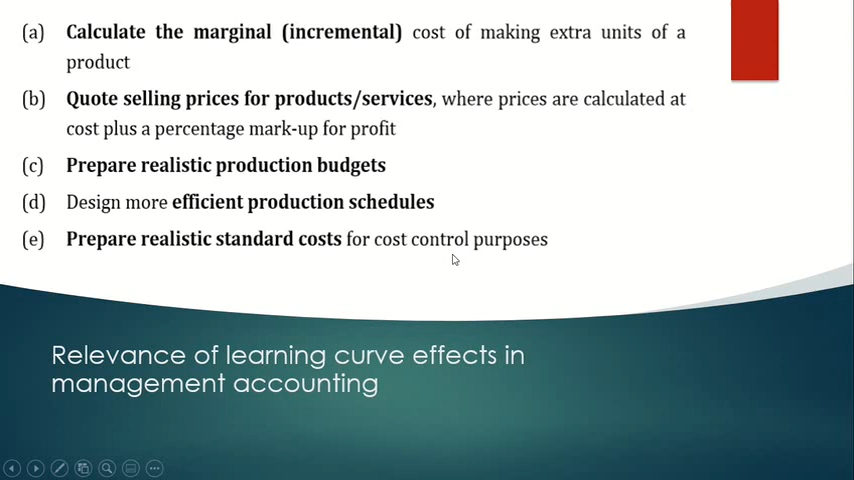 (a) Calculate the marginal (incremental) cost of making extra units of a
product
(b) Quote selling prices for products/services, where prices are calculated at
cost plus a percentage mark-up for profit
(c) Prepare realistic production budgets
(d) Design more efficient production schedules
(e) Prepare realistic standard costs for cost control purposes
Relevance of learning curve effects in
management accounting